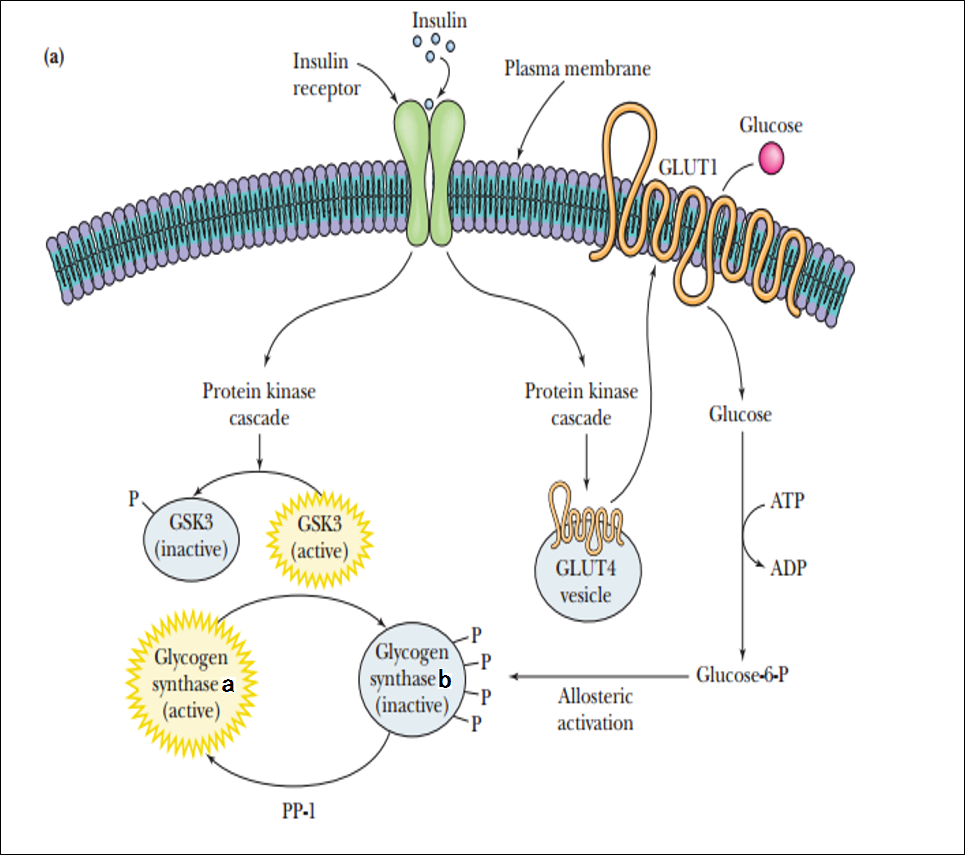 (a)
Insulin
Insulin
receptor
Plasma membrane
Glucose
GLUT1
Protein kinase
cascade
Protein kinase
cascade
Glucose
P
GSK3
(inactive)
GSK3
(active)
ATP
ADP
GLUT4
vesicle
Glycogen
synthase a
(active)
Glycogen
synthase b
(inactive)
P
P
P
P
Glucose-6-P
Allosteric
activation
PP-1